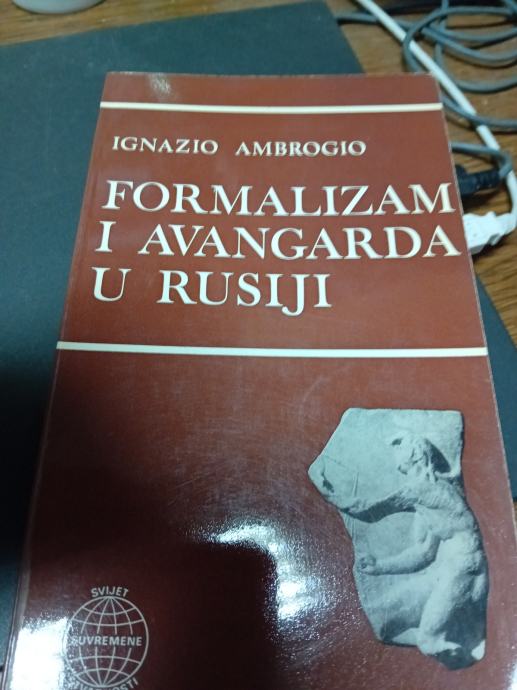 IGNAZIO AMBROGIO
FORMALIZAM
I AVANGARDA
U RUSIJI
SVIJET
SUVREMENE